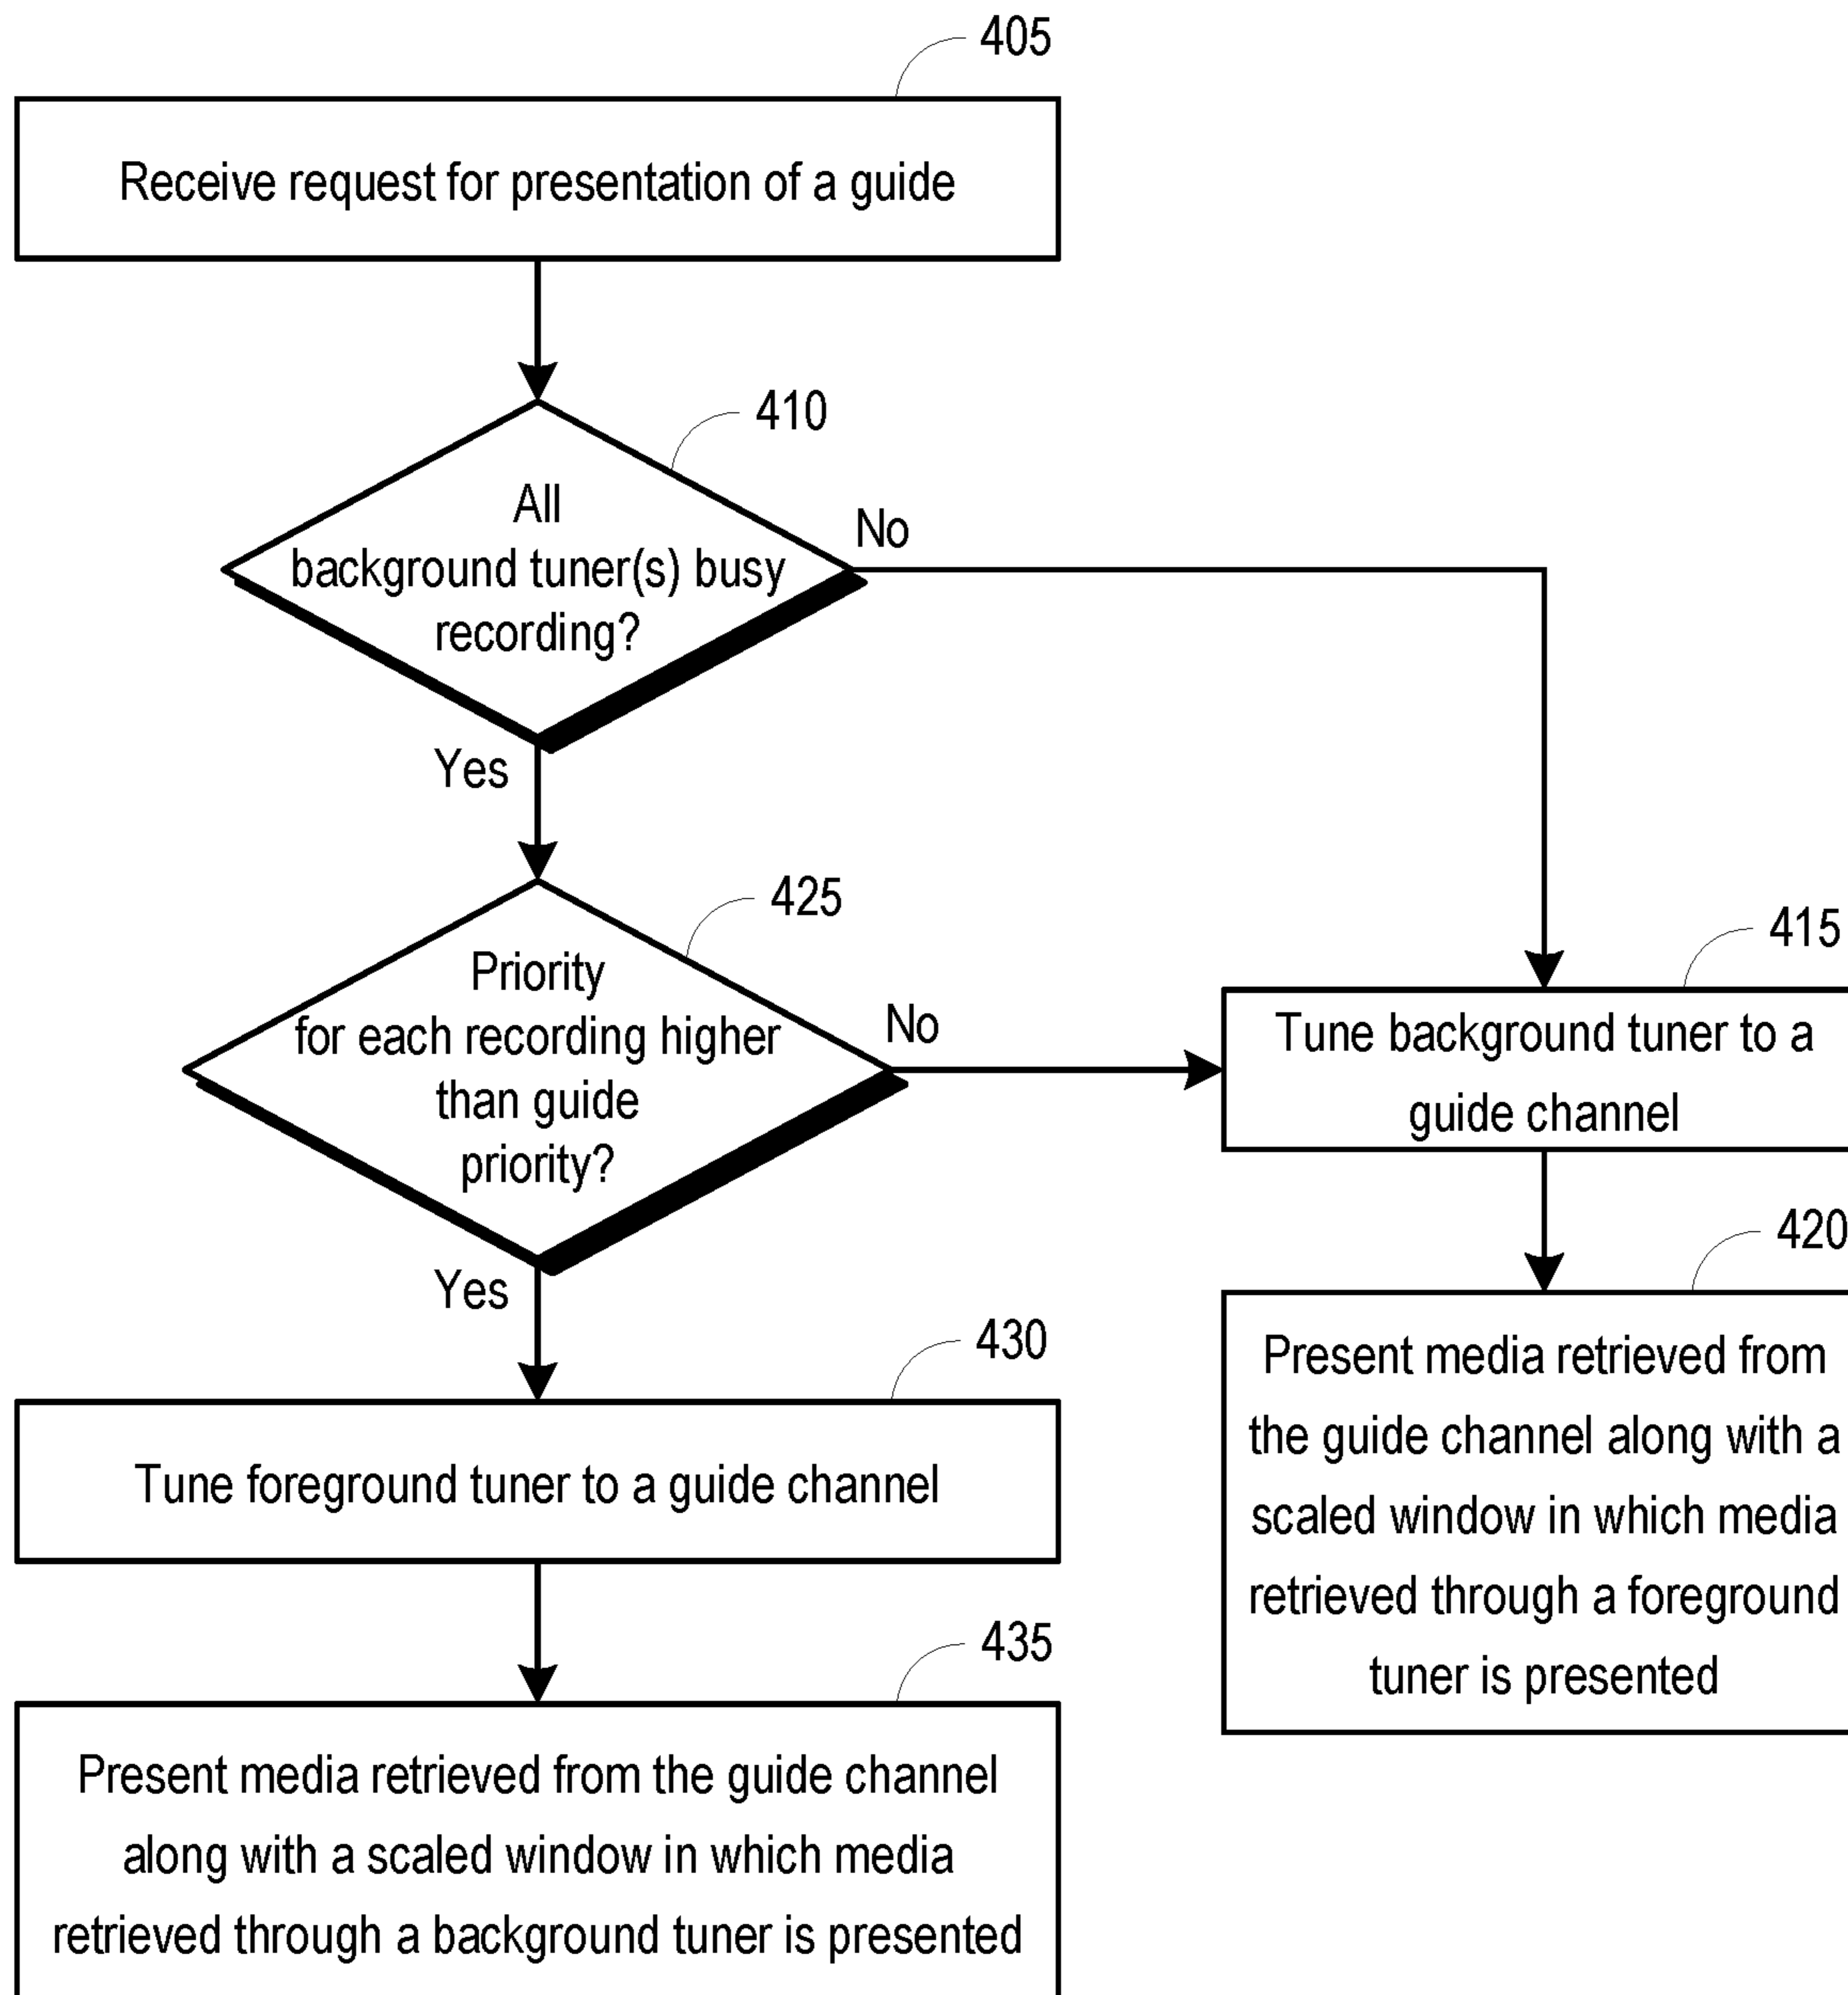 405
Receive request for presentation of a guide
410
All
background tuner(s) busy
recording?
No
Yes
425
Priority
for each recording higher
than guide
priority?
No
Yes
415
Tune background tuner to a
guide channel
420
Present media retrieved from
the guide channel along with a
scaled window in which media
retrieved through a foreground
tuner is presented
430
Tune foreground tuner to a guide channel
435
Present media retrieved from the guide channel
along with a scaled window in which media
retrieved through a background tuner is presented